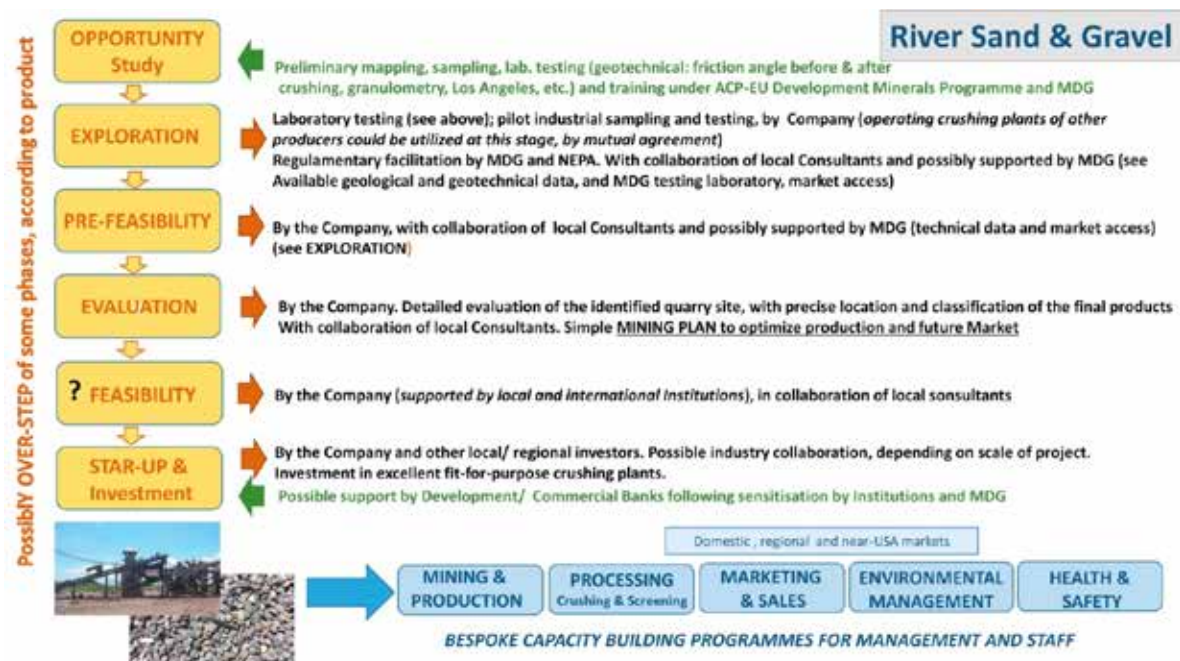 River Sand & Gravel
PossiblY OVER-STEP of some phases, according to product
OPPORTUNITY
Study
Preliminary mapping, sampling, lab. testing (geotechnical: friction angle before & after
crushing, granulometry, Los Angeles, etc.) and training under ACP-EU Development Minerals Programme and MDG
EXPLORATION
Laboratory testing (see above); pilot industrial sampling and testing, by Company (operating crushing plants of other
producers could be utilized at this stage, by mutual agreement)
Regulamentary facilitation by MDG and NEPA. With collaboration of local Consultants and possibly supported by MDG (see
Available geological and geotechnical data, and MDG testing laboratory, market access)
PRE-FEASIBILITY
By the Company, with collaboration of local Consultants and possibly supported by MDG (technical data and market access)
(see EXPLORATION)
EVALUATION
By the Company. Detailed evaluation of the identified quarry site, with precise location and classification of the final products
With collaboration of local Consultants. Simple MINING PLAN to optimize production and future Market
? FEASIBILITY
By the Company (supported by local and international Institutions), in collaboration of local sonsultants
STAR-UP &
Investment
By the Company and other local/ regional investors. Possible industry collaboration, depending on scale of project.
Investment in excellent fit-for-purpose crushing plants.
Possible support by Development/ Commercial Banks following sensitisation by Institutions and MDG
Domestic , regional and near-USA markets
MINING &
PRODUCTION
PROCESSING
Crushing & Screening
MARKETING
& SALES
ENVIRONMENTAL
MANAGEMENT
HEALTH &
SAFETY
BESPOKE CAPACITY BUILDING PROGRAMMES FOR MANAGEMENT AND STAFF